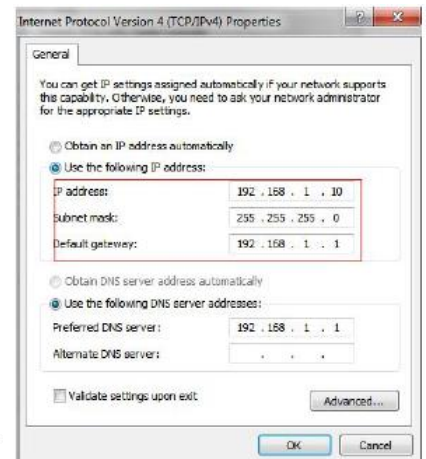 Internet Protocol Version 4 (TCP/IPv4) Properties
General
You can get IP settings assigned automatically if your network supports
this capability. Otherwise, you need to ask your network administrator
for the appropriate IP settings.
Obtain an IP address automatically
Use the following IP address:
IP address: 192 . 168 . 1 . 10
Subnet mask: 255 . 255 . 255 . 0
Default gateway: 192 . 168 . 1 . 1
Obtain DNS server address automatically
Use the following DNS server addresses:
Preferred DNS server: 192 . 168 . 1 . 1
Alternate DNS server: . . .
Validate settings upon exit
Advanced...
OK Cancel